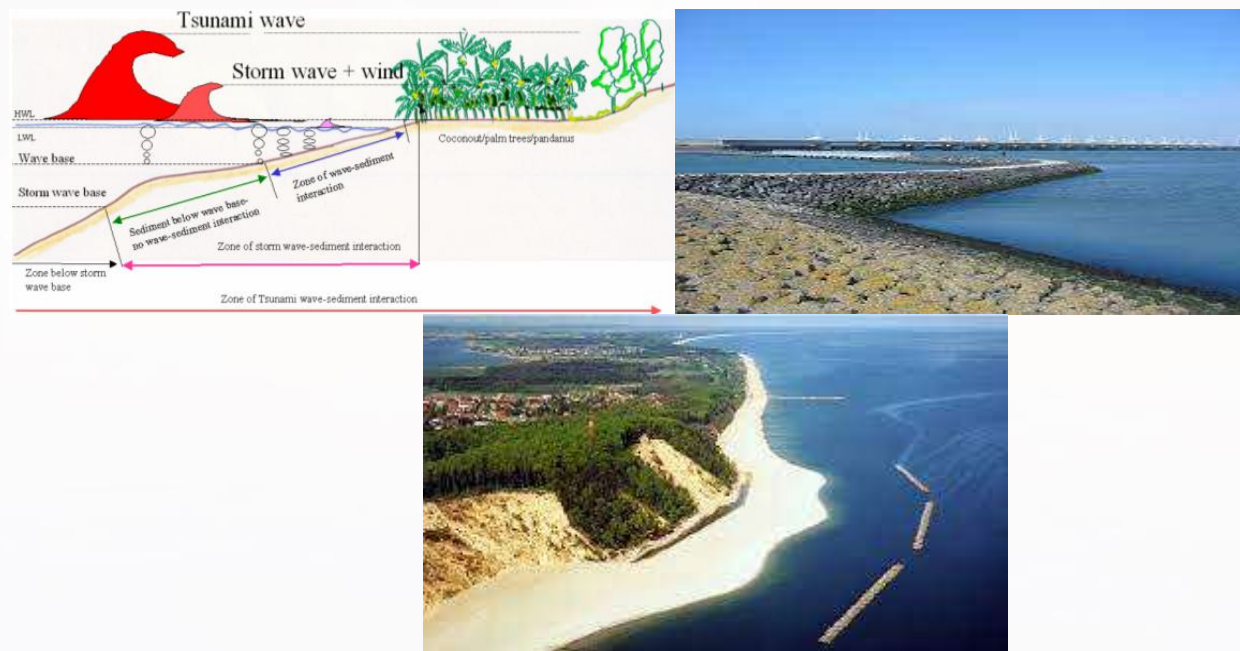 Tsunami wave
Storm wave + wind
HWL
LWL
Coconout/palm trees/pandanus
Wave base
Zone of wave-sediment
interaction
Storm wave base
Sediment below wave base-
no wave-sediment interaction
Zone of storm wave-sediment interaction
Zone below storm
wave base
Zone of Tsunami wave-sediment interaction